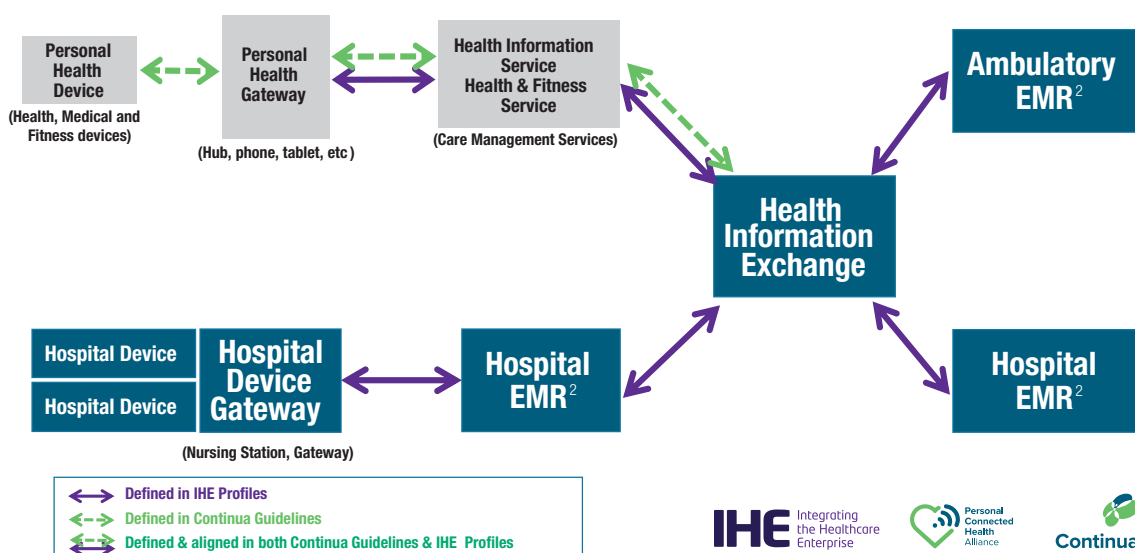 Personal
Health
Device
(Health, Medical and
Fitness devices)
Personal
Health
Gateway
(Hub, phone, tablet, etc )
Health Information
Service
Health & Fitness
Service
(Care Management Services)
Ambulatory
EMR2
Health
Information
Exchange
Hospital Device
Hospital Device
Hospital
Device
Gateway
(Nursing Station, Gateway)
Hospital
EMR2
Hospital
EMR2
Defined in IHE Profiles
Defined in Continua Guidelines
Defined & aligned in both Continua Guidelines & IHE Profiles
IHE Integrating
the Healthcare
Enterprise
Personal
Connected
Health
Alliance
Continua